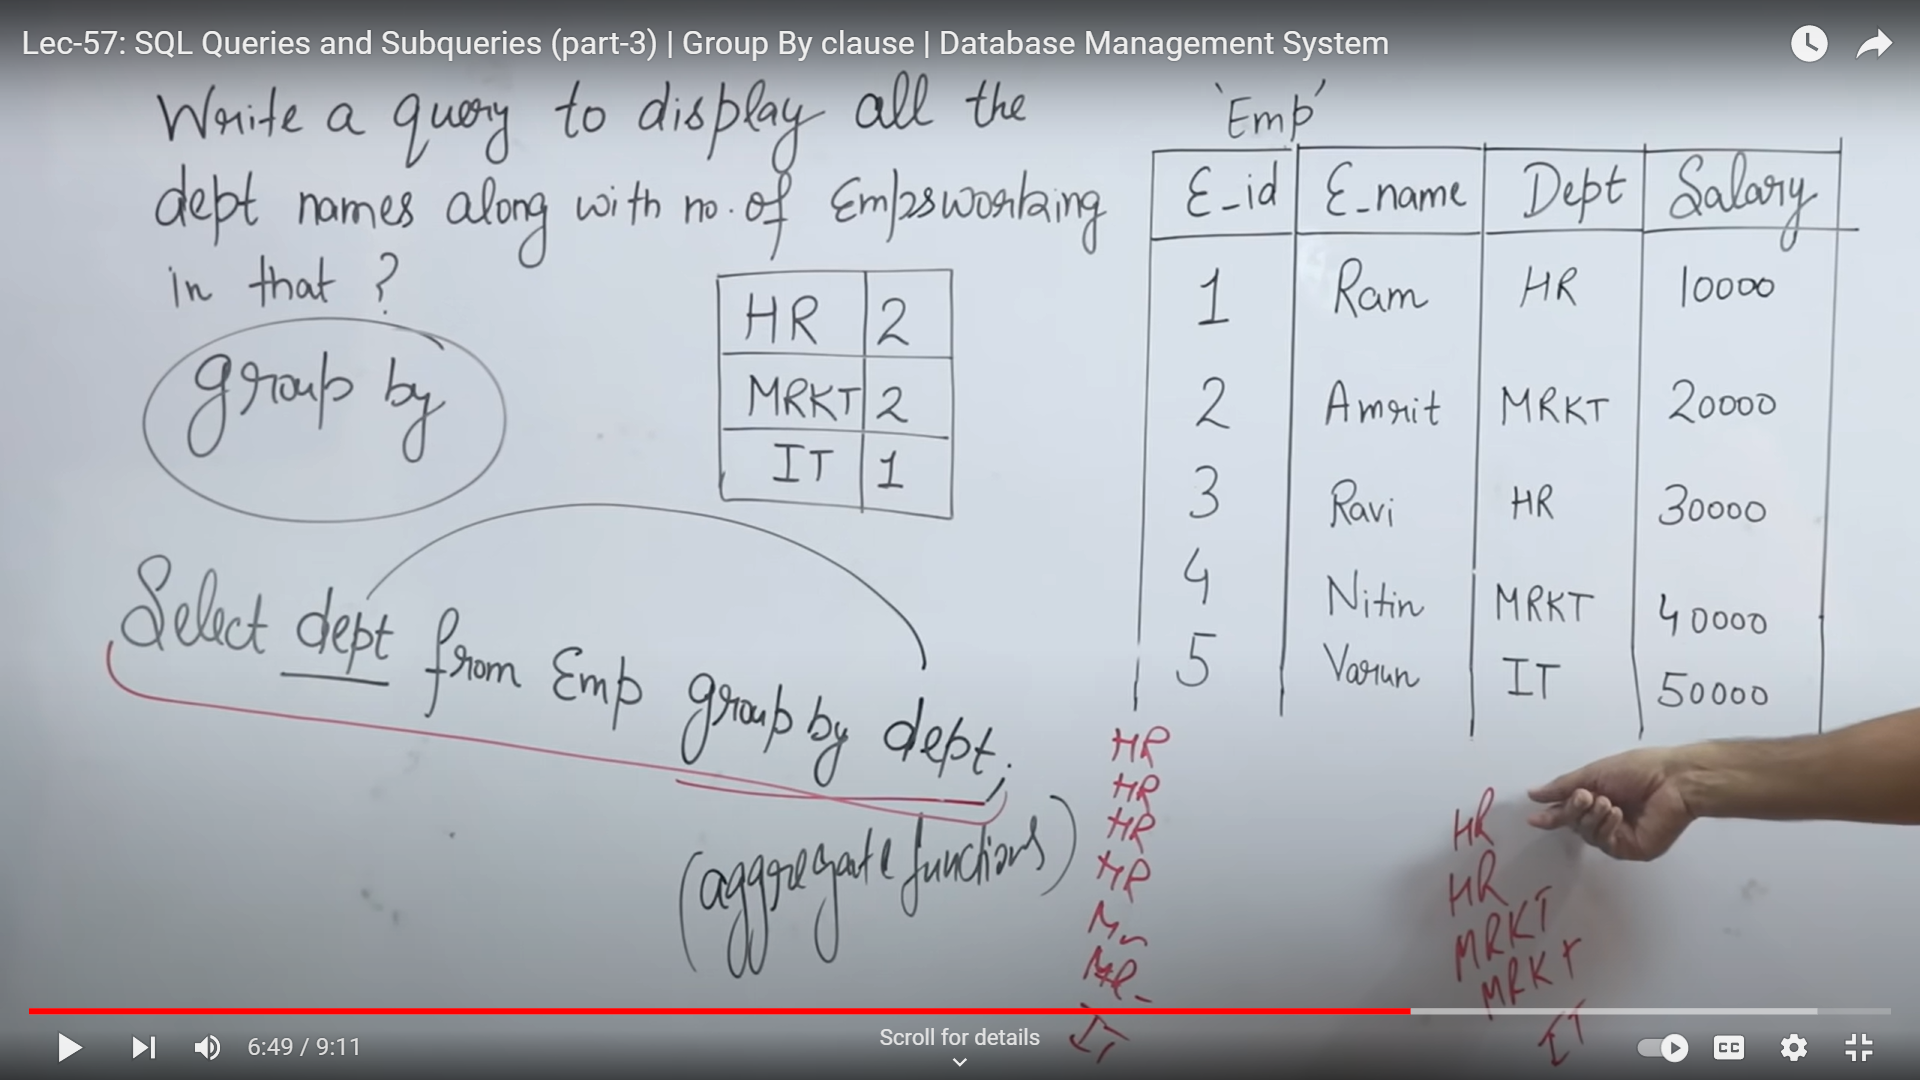 Lec-57: SQL Queries and Subqueries (part-3) | Group By clause | Database Management System
Write a query to display all the
dept names along with no. of Emps working
in that ?
group by
HR 2
MRKT 2
IT 1
Select dept from Emp group by dept;
(aggregate functions)
'Emp'
E_id E_name Dept Salary
1 Ram HR 10000
2 Amrit MRKT 20000
3 Ravi HR 30000
4 Nitin MRKT 40000
5 Varun IT 50000
HR
HR
HR
HR
IT
HR
HR
MRKT
MRKT
IT
6:49 / 9:11
Scroll for details
CC